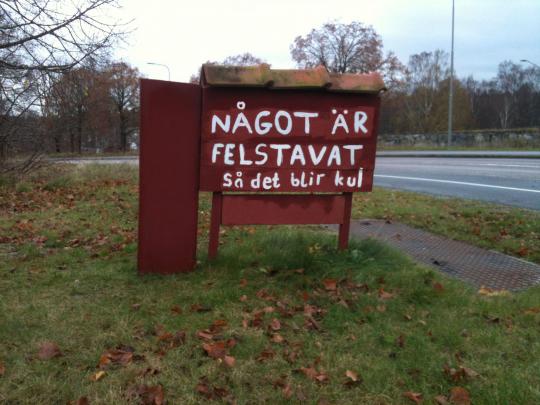 NÅGOT ÄR
FELSTAVAT
Så det blir kul